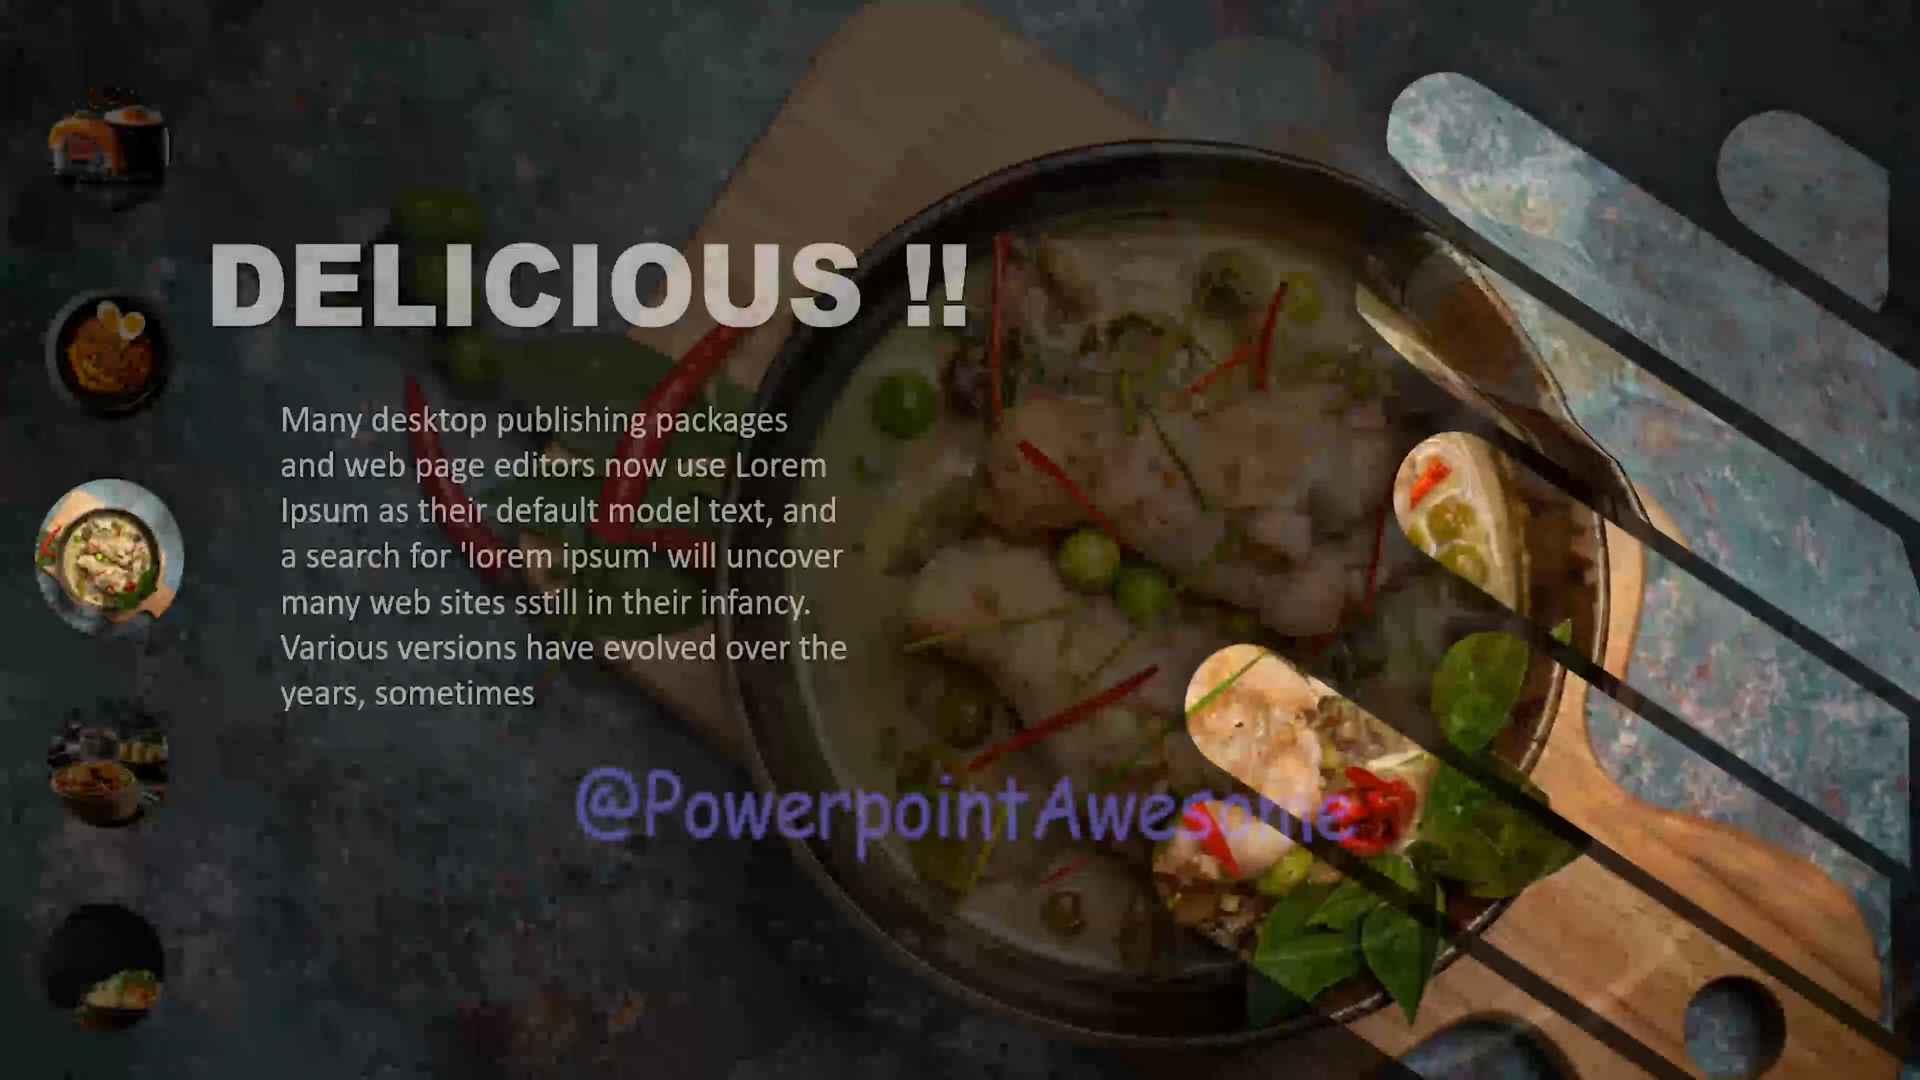 DELICIOUS !!
Many desktop publishing packages
and web page editors now use Lorem
Ipsum as their default model text, and
a search for 'lorem ipsum' will uncover
many web sites sstill in their infancy.
Various versions have evolved over the
years, sometimes
@PowerpointAwesome